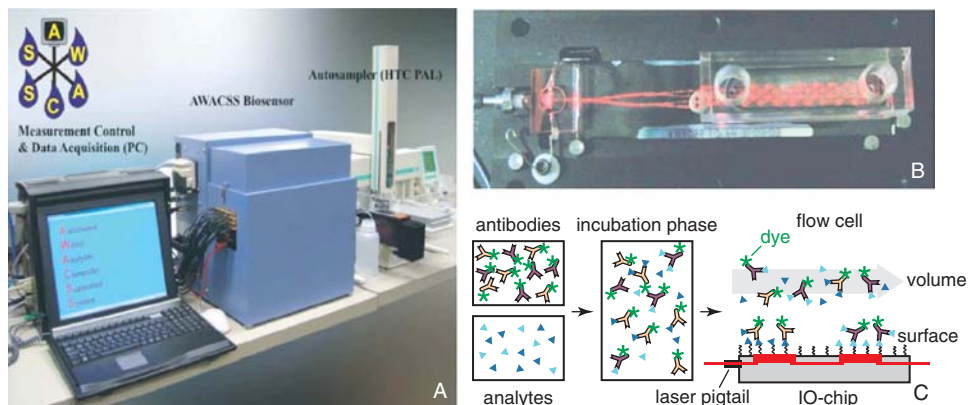 A
S
W
S
A
C
Measurement Control
& Data Acquisition (PC)
AWACSS Biosensor
Autosampler (HTC PAL)
Automated
Water
Analyser
Computer
Supported
System
A
B
antibodies
incubation phase
flow cell
dye
volume
surface
analytes
laser pigtail
IO-chip
C